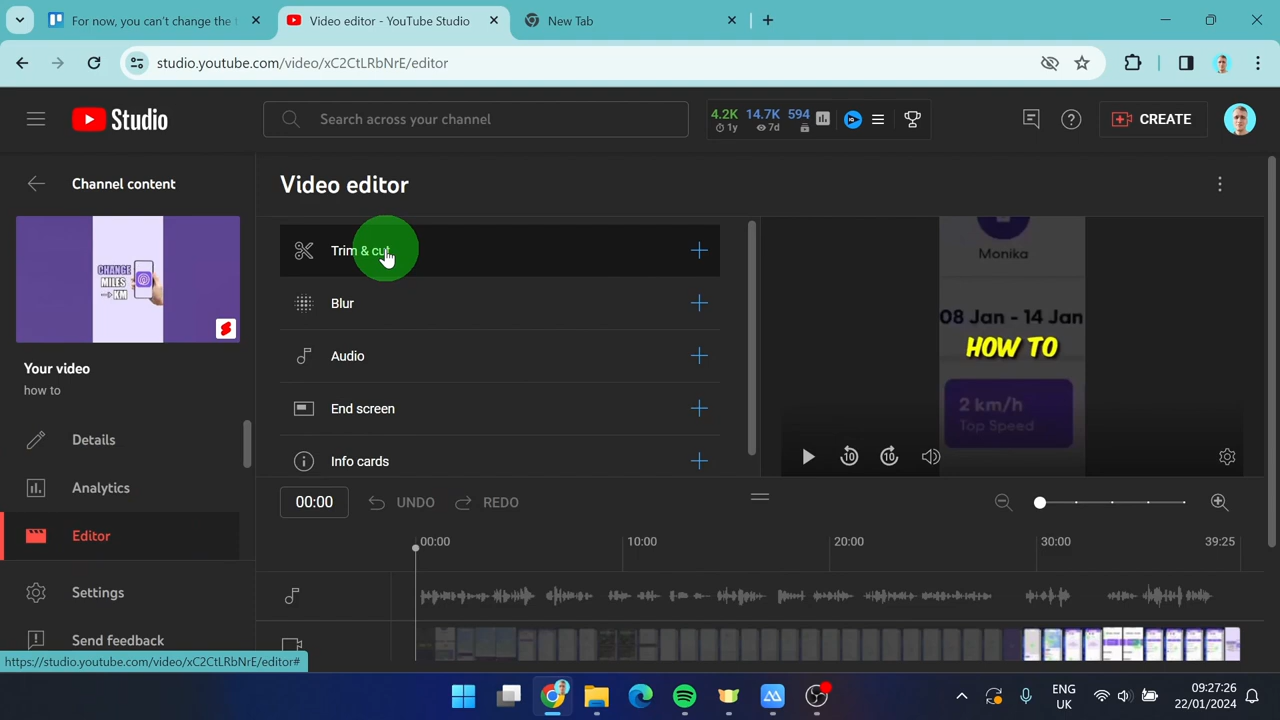 For now, you can't change the t
Video editor - YouTube Studio
New Tab
studio.youtube.com/video/xC2CtLRbNrE/editor
Studio
Search across your channel
4.2K 14.7K 594
1y 7d
CREATE
Channel content
Video editor
Trim & cut
Blur
Audio
End screen
Info cards
CHANGE
MILES
KM
Your video
how to
Details
Analytics
Editor
Settings
Send feedback
Monika
08 Jan - 14 Jan
HOW TO
2 km/h
Top Speed
10 10
00:00
UNDO
REDO
00:00 10:00 20:00 30:00 39:25
https://studio.youtube.com/video/xC2CtLRbNrE/editor#
ENG
UK
09:27:26
22/01/2024